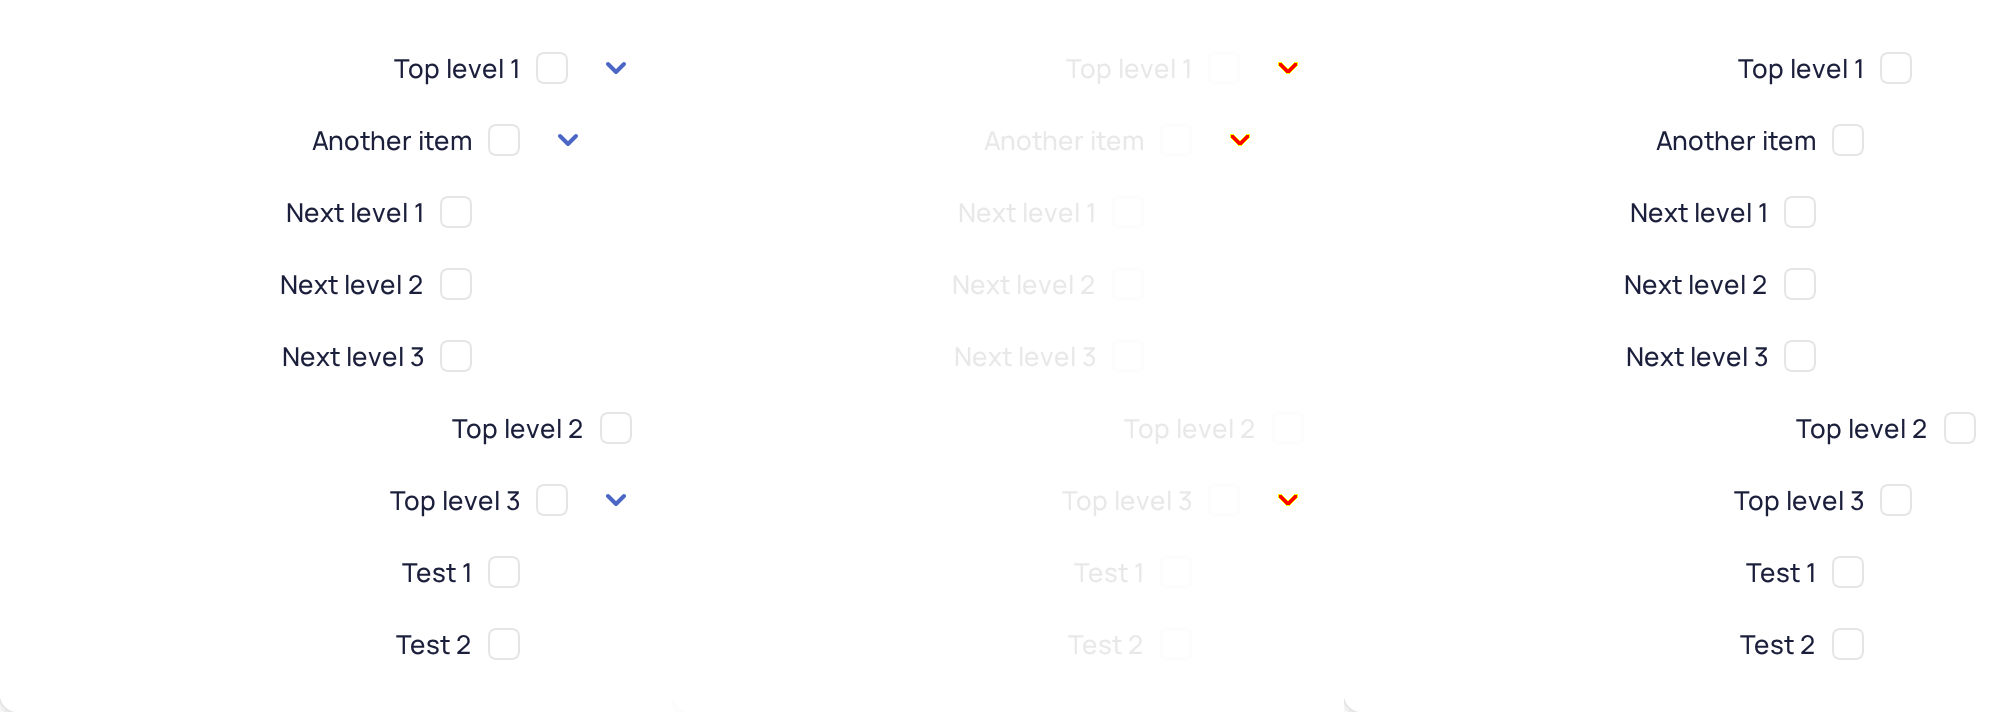 Top level 1 Top level 1 Top level 1
Another item Another item Another item
Next level 1 Next level 1 Next level 1
Next level 2 Next level 2 Next level 2
Next level 3 Next level 3 Next level 3
Top level 2 Top level 2 Top level 2
Top level 3 Top level 3 Top level 3
Test 1 Test 1 Test 1
Test 2 Test 2 Test 2